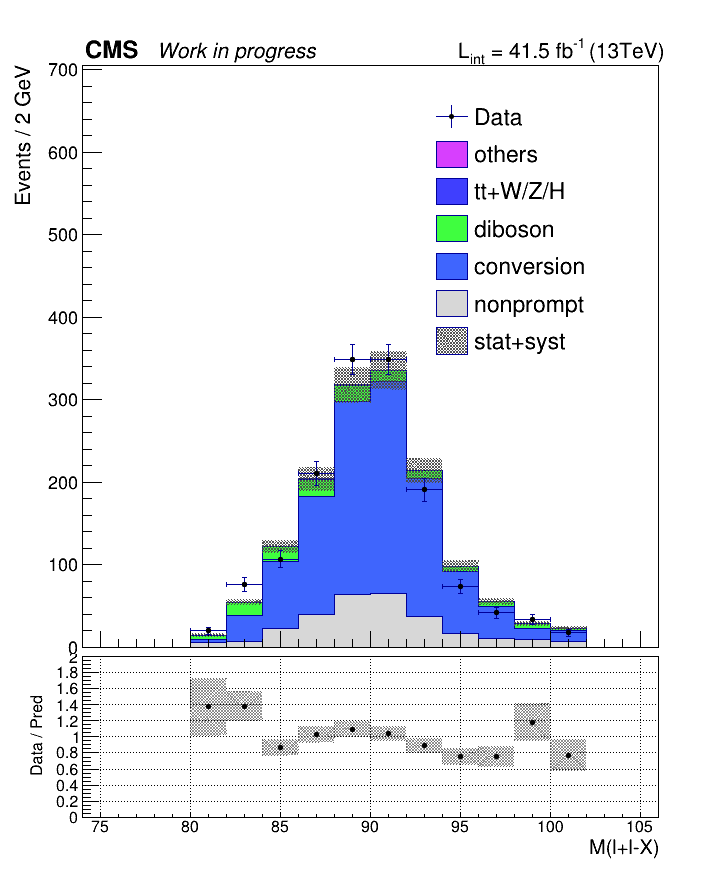 CMS Work in progress L_int = 41.5 fb^-1 (13TeV)
Events / 2 GeV
700
600
500
400
300
200
100
0
Data
others
tt+W/Z/H
diboson
conversion
nonprompt
stat+syst
Data / Pred
2
1.8
1.6
1.4
1.2
1
0.8
0.6
0.4
0.2
0
75 80 85 90 95 100 105
M(l+l-X)